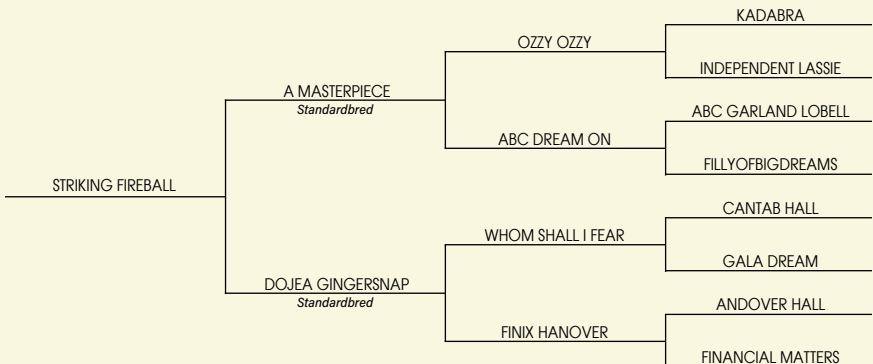 KADABRA
OZZY OZZY
INDEPENDENT LASSIE
A MASTERPIECE
Standardbred
ABC GARLAND LOBELL
ABC DREAM ON
FILLYOFBIGDREAMS
STRIKING FIREBALL
CANTAB HALL
WHOM SHALL I FEAR
GALA DREAM
DOJEA GINGERSNAP
Standardbred
ANDOVER HALL
FINIX HANOVER
FINANCIAL MATTERS